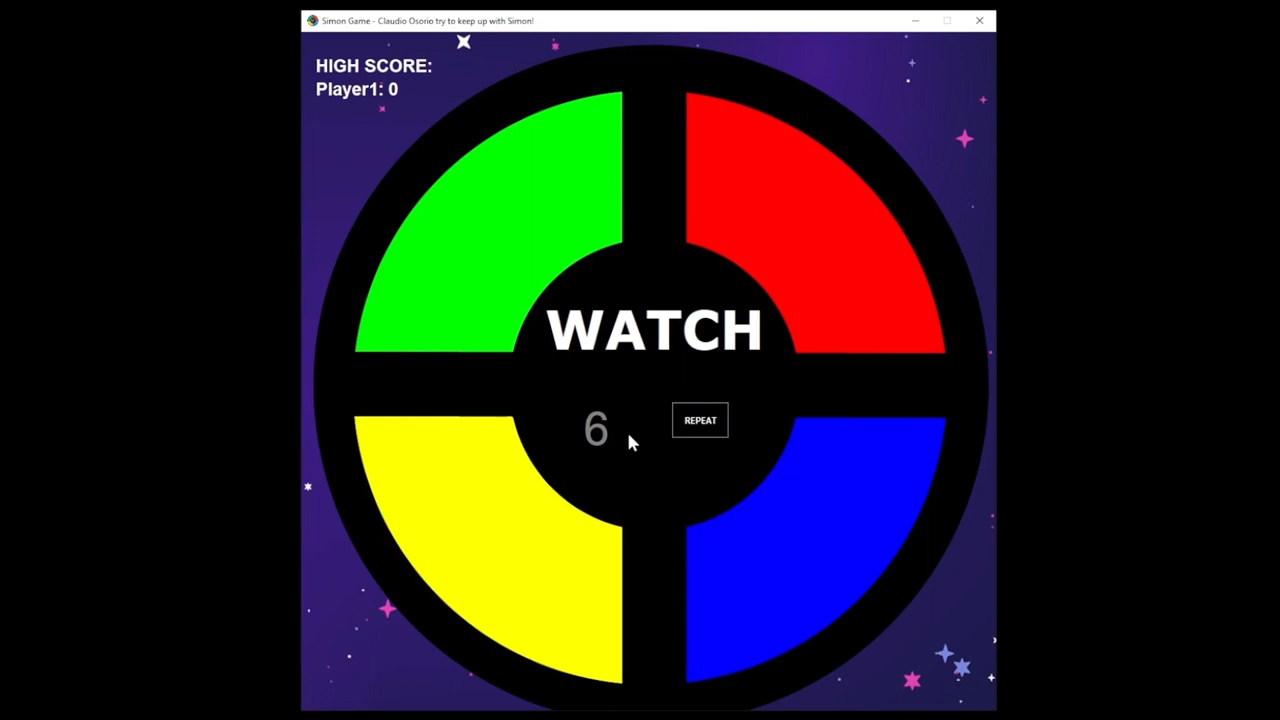 Simon Game - Claudio Osorio try to keep up with Simon!
HIGH SCORE:
Player1: 0
WATCH
6
REPEAT